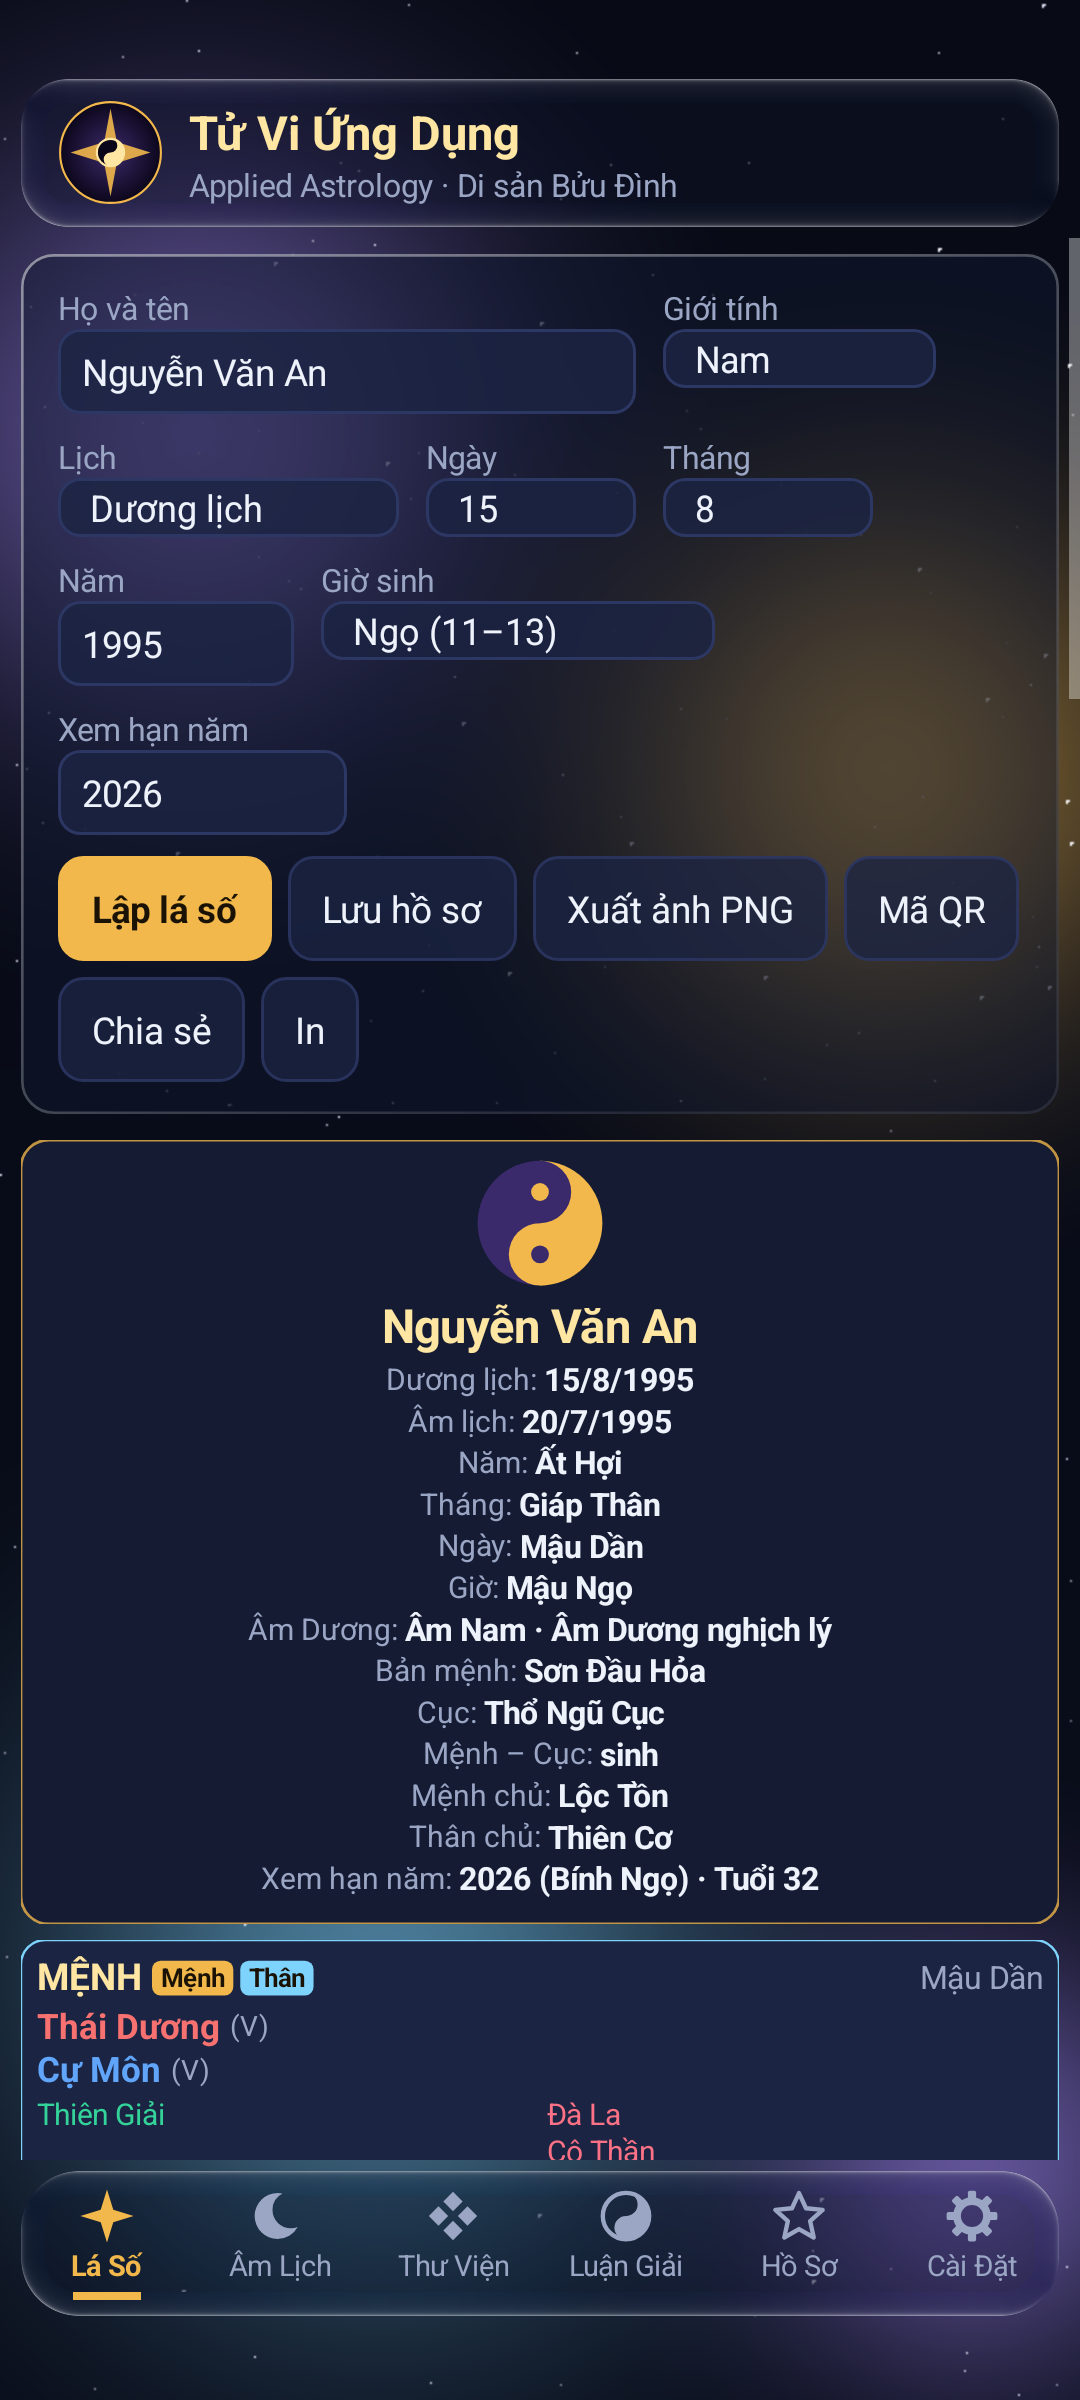 Tử Vi Ứng Dụng
Applied Astrology · Di sản Bửu Đình
Họ và tên
Giới tính
Nguyễn Văn An
Nam
Lịch
Ngày
Tháng
Dương lịch
15
8
Năm
Giờ sinh
1995
Ngọ (11–13)
Xem hạn năm
2026
Lập lá số
Lưu hồ sơ
Xuất ảnh PNG
Mã QR
Chia sẻ
In
Nguyễn Văn An
Dương lịch: 15/8/1995
Âm lịch: 20/7/1995
Năm: Ất Hợi
Tháng: Giáp Thân
Ngày: Mậu Dần
Giờ: Mậu Ngọ
Âm Dương: Âm Nam · Âm Dương nghịch lý
Bản mệnh: Sơn Đầu Hỏa
Cục: Thổ Ngũ Cục
Mệnh – Cục: sinh
Mệnh chủ: Lộc Tồn
Thân chủ: Thiên Cơ
Xem hạn năm: 2026 (Bính Ngọ) · Tuổi 32
MỆNH Mệnh Thân
Mậu Dần
Thái Dương (V)
Cự Môn (V)
Thiên Giải
Đà La
Cô Thần
Lá Số
Âm Lịch
Thư Viện
Luận Giải
Hồ Sơ
Cài Đặt